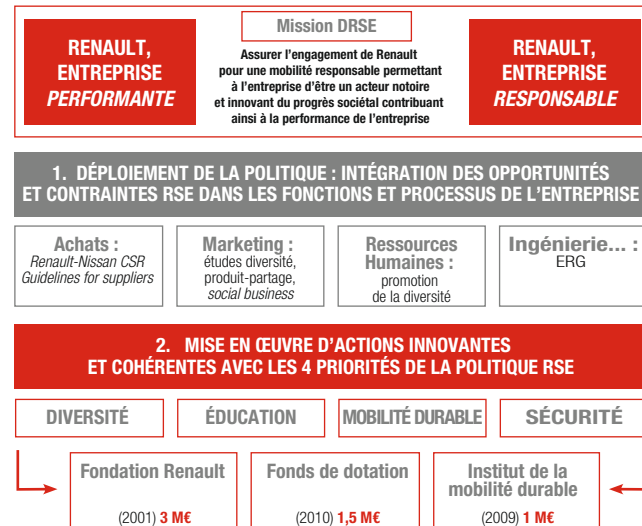 RENAULT,
ENTREPRISE
PERFORMANTE
Mission DRSE
Assurer l'engagement de Renault
pour une mobilité responsable permettant
à l'entreprise d'être un acteur notoire
et innovant du progrès sociétal contribuant
ainsi à la performance de l'entreprise
RENAULT,
ENTREPRISE
RESPONSABLE
1. DÉPLOIEMENT DE LA POLITIQUE : INTÉGRATION DES OPPORTUNITÉS
ET CONTRAINTES RSE DANS LES FONCTIONS ET PROCESSUS DE L'ENTREPRISE
Achats :
Renault-Nissan CSR
Guidelines for suppliers
Marketing :
études diversité,
produit-partage,
social business
Ressources
Humaines :
promotion
de la diversité
Ingénierie... :
ERG
2. MISE EN ŒUVRE D'ACTIONS INNOVANTES
ET COHÉRENTES AVEC LES 4 PRIORITÉS DE LA POLITIQUE RSE
DIVERSITÉ
ÉDUCATION
MOBILITÉ DURABLE
SÉCURITÉ
Fondation Renault
(2001) 3 M€
Fonds de dotation
(2010) 1,5 M€
Institut de la
mobilité durable
(2009) 1 M€